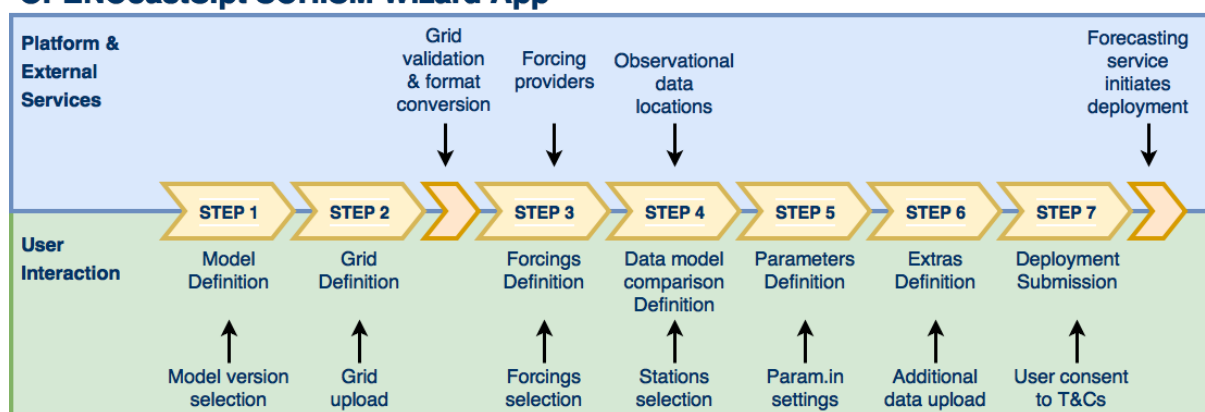 SCHISM Wizard App
Platform &
External
Services
Grid
validation
& format
conversion
Forcing
providers
Observational
data
locations
Forecasting
service
initiates
deployment
STEP 1
STEP 2
STEP 3
STEP 4
STEP 5
STEP 6
STEP 7
User
Interaction
Model
Definition
Grid
Definition
Forcings
Definition
Data model
comparison
Definition
Parameters
Definition
Extras
Definition
Deployment
Submission
Model version
selection
Grid
upload
Forcings
selection
Stations
selection
Param.in
settings
Additional
data upload
User consent
to T&Cs